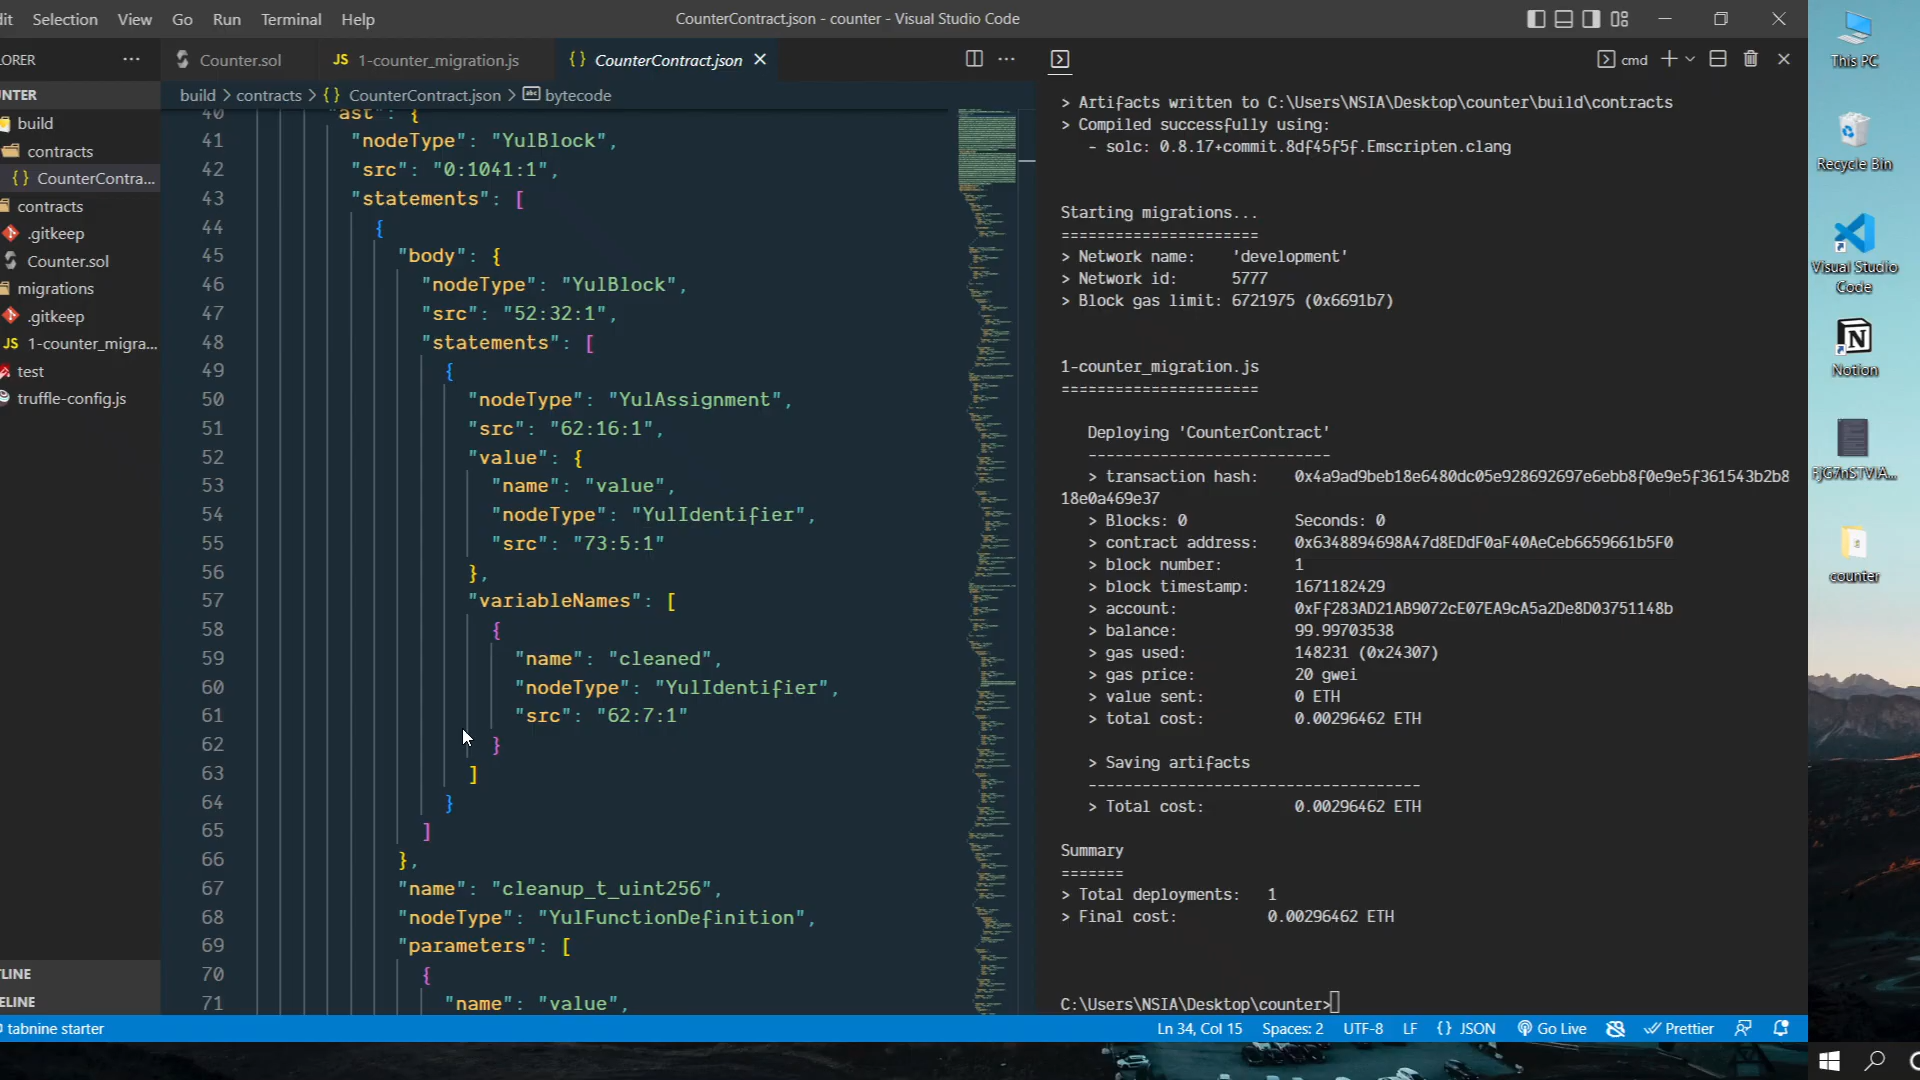 dit Selection View Go Run Terminal Help
CounterContract.json - counter - Visual Studio Code
LORER
···
Counter.sol
JS 1-counter_migration.js
{} CounterContract.json
···
cmd
build > contracts > {} CounterContract.json > bytecode
NTER
build
contracts
{} CounterContra...
contracts
.gitkeep
Counter.sol
migrations
.gitkeep
JS 1-counter_migra...
test
truffle-config.js
TLINE
ELINE
40 "ast": {
41 "nodeType": "YulBlock",
42 "src": "0:1041:1",
43 "statements": [
44 {
45 "body": {
46 "nodeType": "YulBlock",
47 "src": "52:32:1",
48 "statements": [
49 {
50 "nodeType": "YulAssignment",
51 "src": "62:16:1",
52 "value": {
53 "name": "value",
54 "nodeType": "YulIdentifier",
55 "src": "73:5:1"
56 },
57 "variableNames": [
58 {
59 "name": "cleaned",
60 "nodeType": "YulIdentifier",
61 "src": "62:7:1"
62 }
63 ]
64 }
65 ]
66 },
67 "name": "cleanup_t_uint256",
68 "nodeType": "YulFunctionDefinition",
69 "parameters": [
70 {
71 "name": "value",
> Artifacts written to C:\Users\NSIA\Desktop\counter\build\contracts
> Compiled successfully using:
- solc: 0.8.17+commit.8df45f5f.Emscripten.clang
Starting migrations...
======================
> Network name: 'development'
> Network id: 5777
> Block gas limit: 6721975 (0x6691b7)
1-counter_migration.js
======================
Deploying 'CounterContract'
---------------------------
> transaction hash: 0x4a9ad9beb18e6480dc05e928692697e6ebb8f0e9e5f361543b2b8
18e0a469e37
> Blocks: 0 Seconds: 0
> contract address: 0x6348894698A47d8EDdF0aF40AeCeb6659661b5F0
> block number: 1
> block timestamp: 1671182429
> account: 0xFf283AD21AB9072cE07EA9cA5a2De8D03751148b
> balance: 99.99703538
> gas used: 148231 (0x24307)
> gas price: 20 gwei
> value sent: 0 ETH
> total cost: 0.00296462 ETH
> Saving artifacts
-------------------------------------
> Total cost: 0.00296462 ETH
Summary
=======
> Total deployments: 1
> Final cost: 0.00296462 ETH
C:\Users\NSIA\Desktop\counter>
tabnine starter
Ln 34, Col 15 Spaces: 2 UTF-8 LF {} JSON Go Live Prettier
This PC
Recycle Bin
Visual Studio
Code
Notion
counter